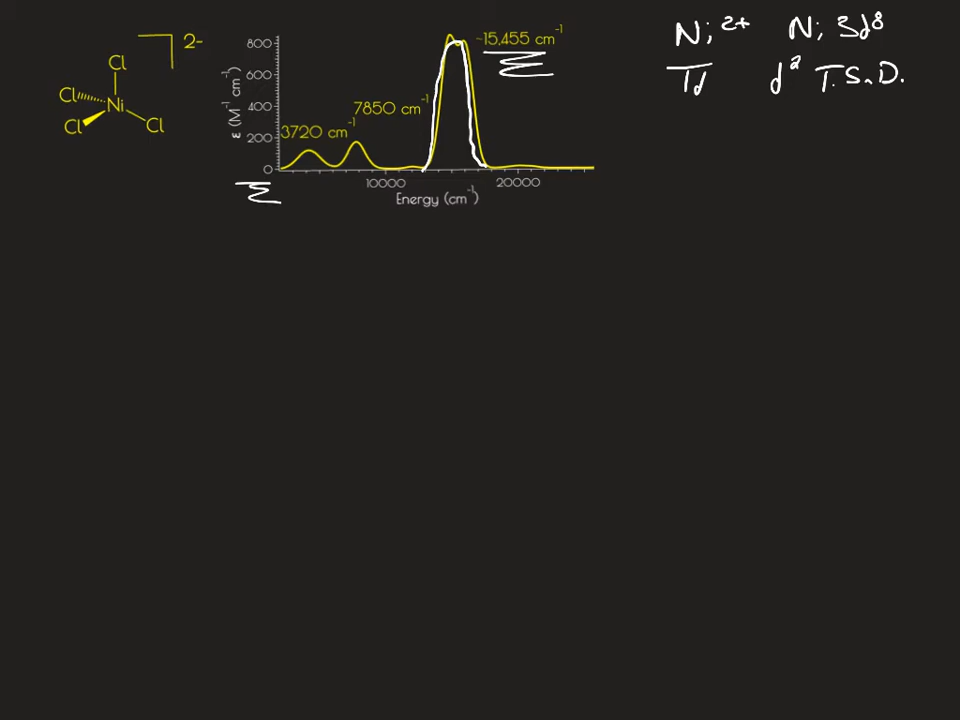 Ni 2+ Ni 3d8
Td d2 T.S.D.
2-
Cl
Cl Ni
Cl Cl
800
600
400
200
0
ε (M-1 cm-1)
3720 cm-1
7850 cm-1
~15,455 cm-1
10000 20000
Energy (cm-1)